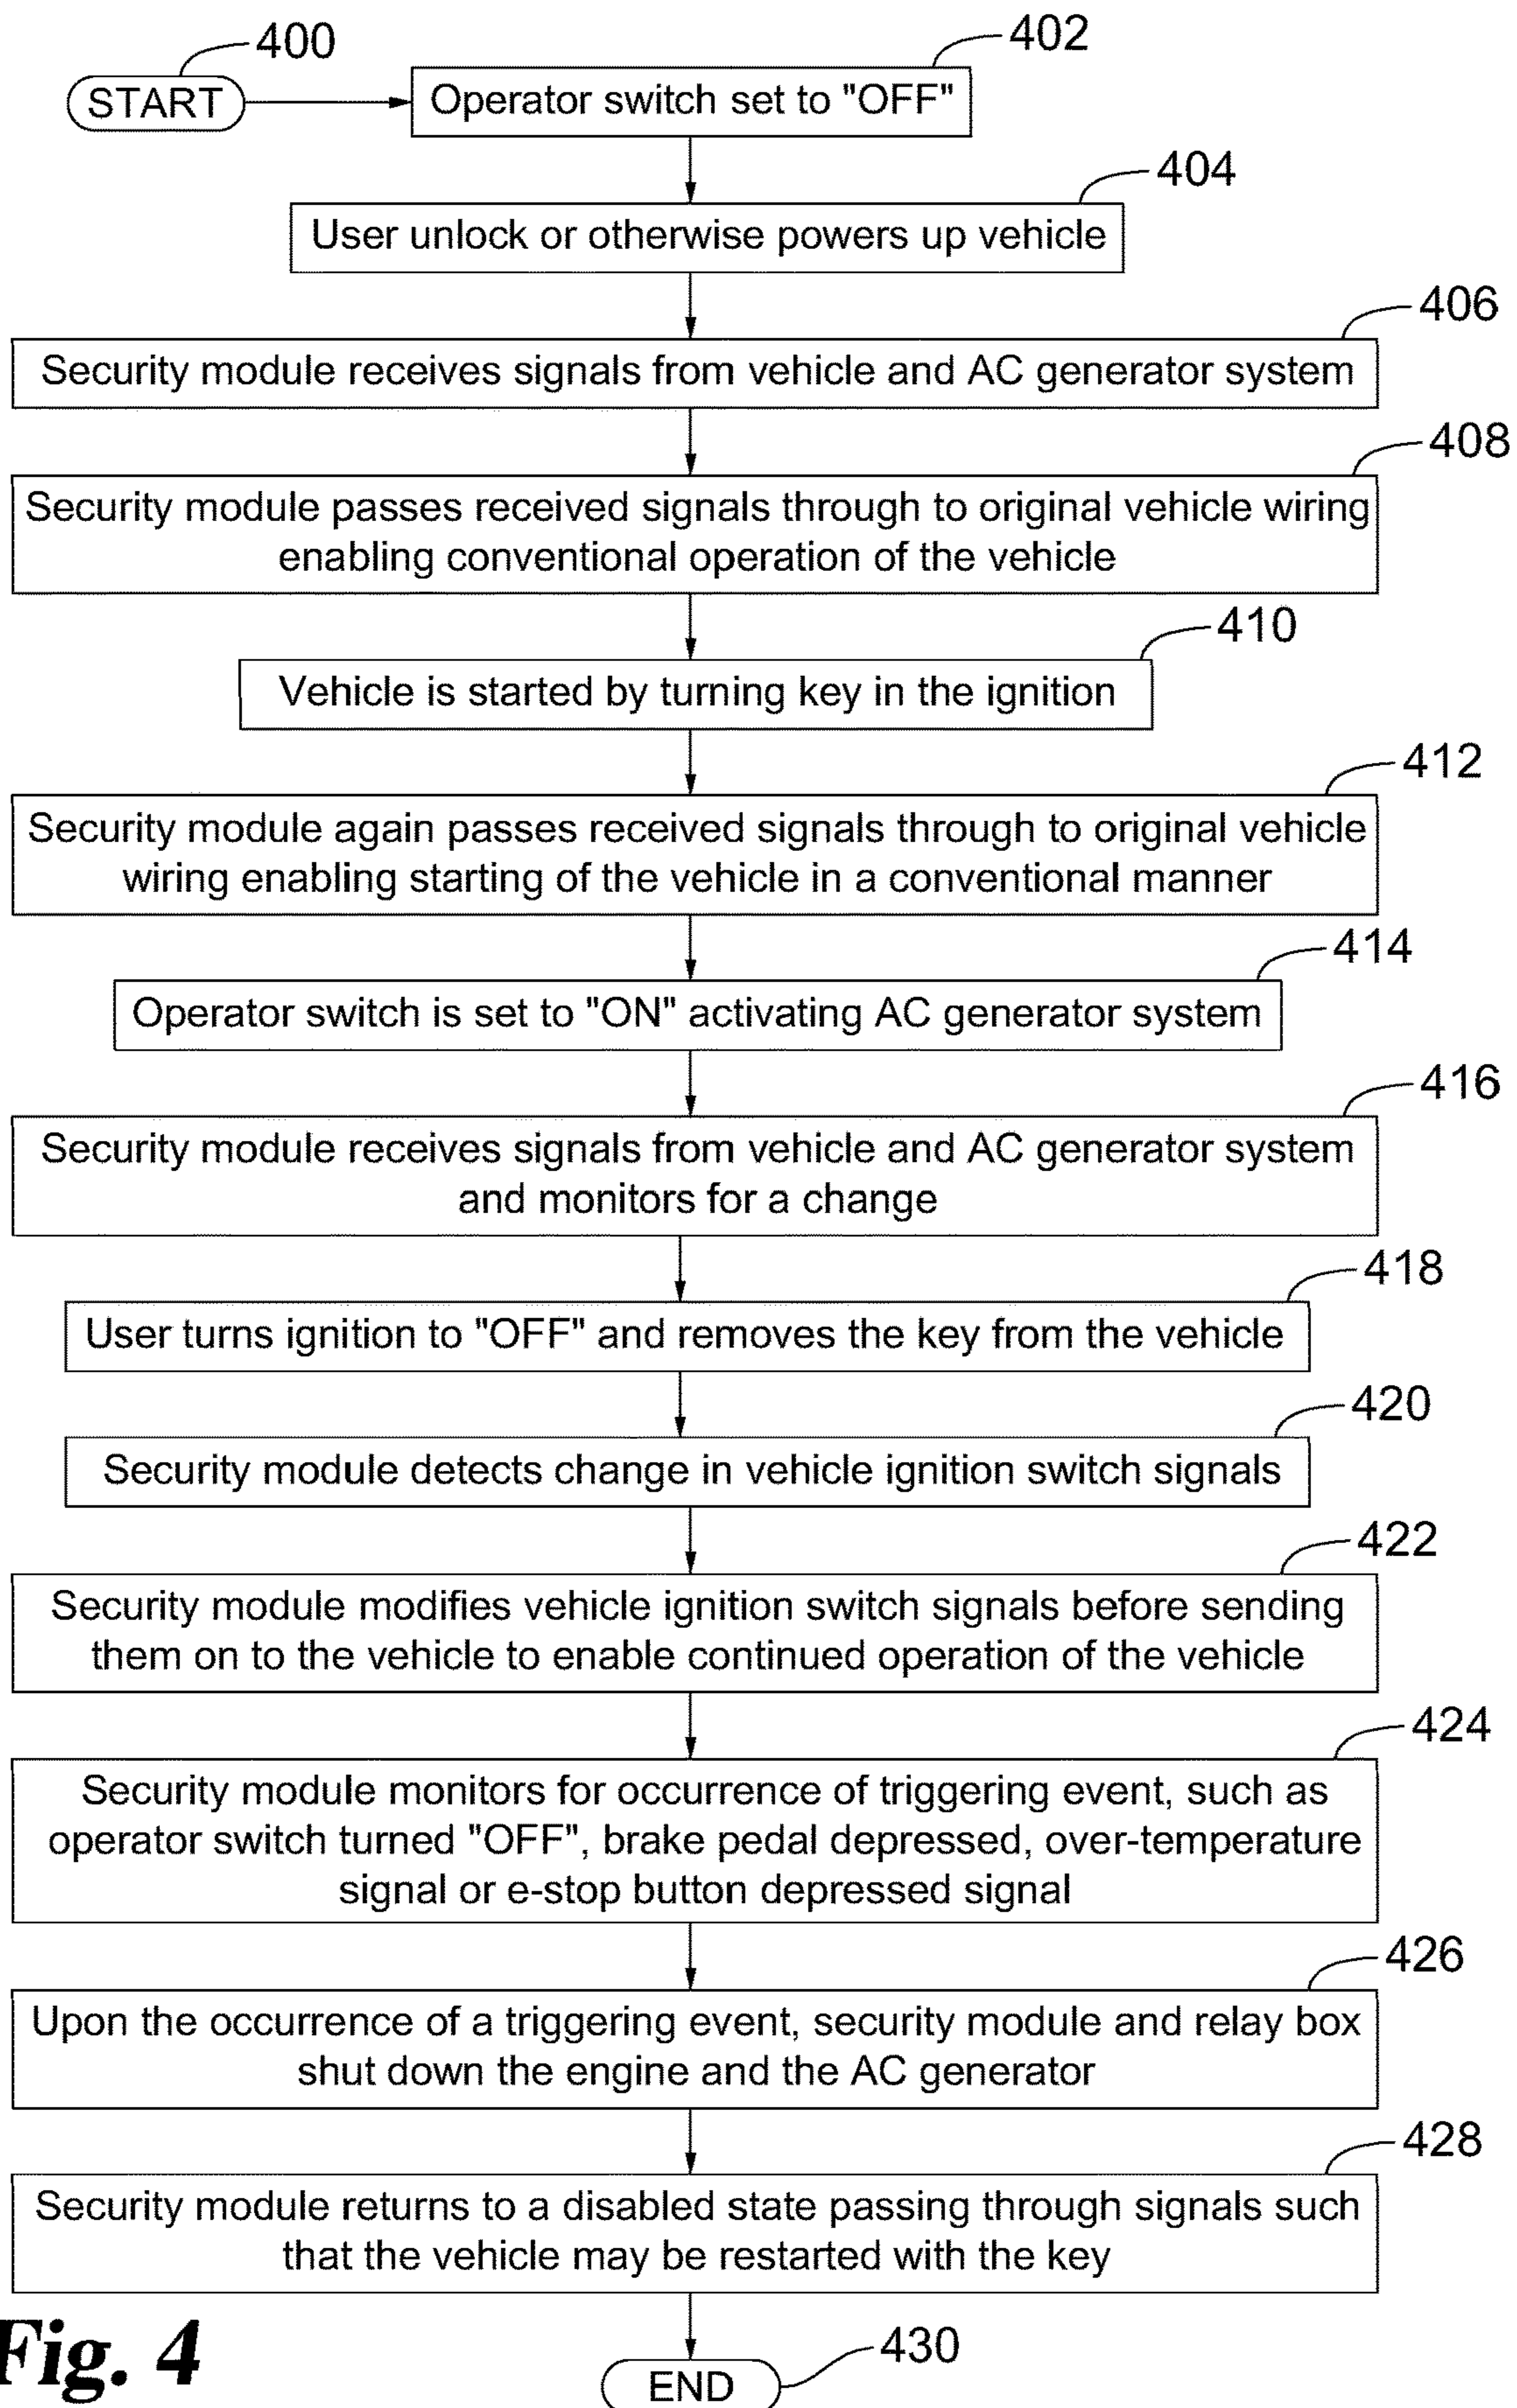 400
START
402
Operator switch set to "OFF"
404
User unlock or otherwise powers up vehicle
406
Security module receives signals from vehicle and AC generator system
408
Security module passes received signals through to original vehicle wiring
enabling conventional operation of the vehicle
410
Vehicle is started by turning key in the ignition
412
Security module again passes received signals through to original vehicle
wiring enabling starting of the vehicle in a conventional manner
414
Operator switch is set to "ON" activating AC generator system
416
Security module receives signals from vehicle and AC generator system
and monitors for a change
418
User turns ignition to "OFF" and removes the key from the vehicle
420
Security module detects change in vehicle ignition switch signals
422
Security module modifies vehicle ignition switch signals before sending
them on to the vehicle to enable continued operation of the vehicle
424
Security module monitors for occurrence of triggering event, such as
operator switch turned "OFF", brake pedal depressed, over-temperature
signal or e-stop button depressed signal
426
Upon the occurrence of a triggering event, security module and relay box
shut down the engine and the AC generator
428
Security module returns to a disabled state passing through signals such
that the vehicle may be restarted with the key
Fig. 4
430
END